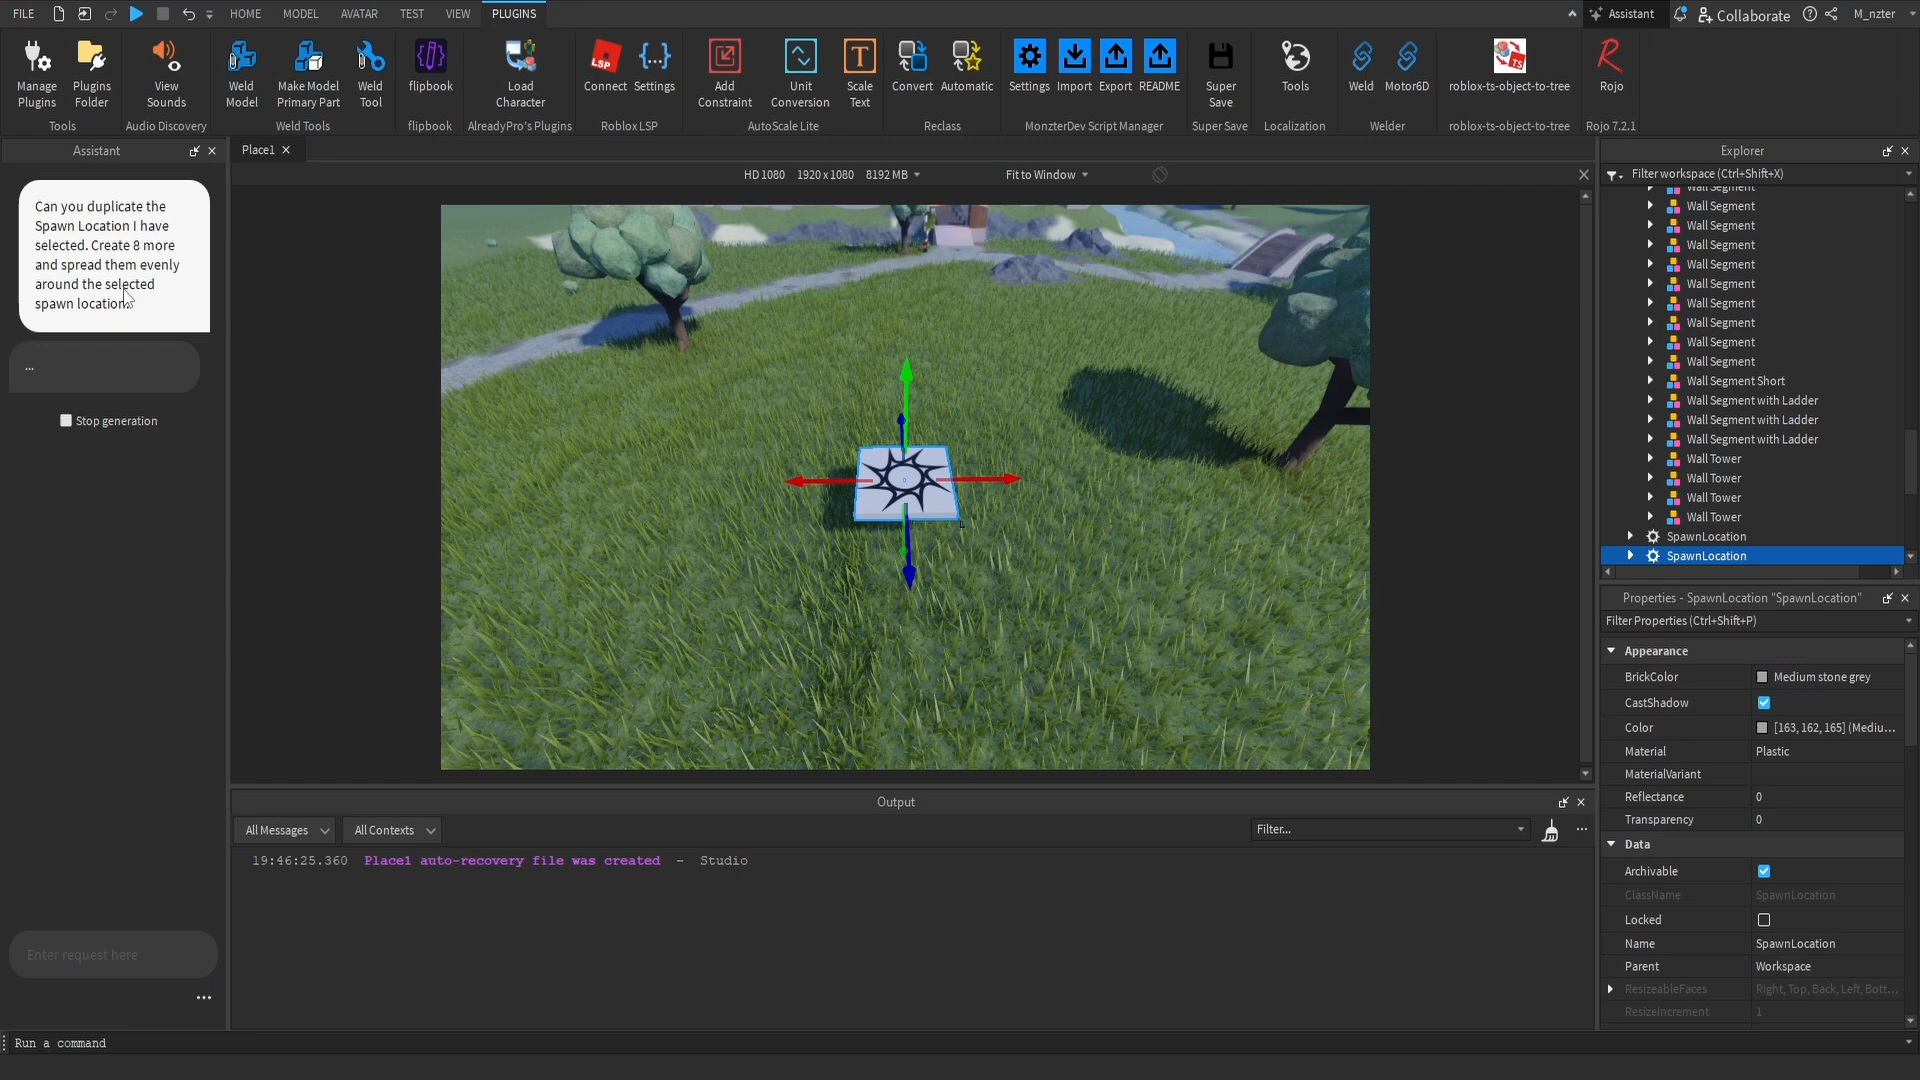 FILE HOME MODEL AVATAR TEST VIEW PLUGINS Assistant Collaborate M_nzter
Manage Plugins
Plugins Folder
Tools
View Sounds
Audio Discovery
Weld Model
Make Model Primary Part
Weld Tool
Weld Tools
flipbook
flipbook
Load Character
AlreadyPro's Plugins
LSP
Connect
Settings
Roblox LSP
Add Constraint
Unit Conversion
T
Scale Text
AutoScale Lite
Convert
Automatic
Reclass
Settings
Import
Export
README
MonzterDev Script Manager
Super Save
Super Save
Tools
Localization
Weld
Motor6D
Welder
TS
roblox-ts-object-to-tree
roblox-ts-object-to-tree
R
Rojo
Rojo 7.2.1
Assistant
Can you duplicate the
Spawn Location I have
selected. Create 8 more
and spread them evenly
around the selected
spawn location.
...
Stop generation
Enter request here
...
Place1
HD 1080 1920 x 1080 8192 MB Fit to Window
L
Output
All Messages All Contexts Filter... ...
19:46:25.360 Place1 auto-recovery file was created - Studio
Explorer
Filter workspace (Ctrl+Shift+X)
Wall Segment
Wall Segment
Wall Segment
Wall Segment
Wall Segment
Wall Segment
Wall Segment
Wall Segment
Wall Segment
Wall Segment
Wall Segment Short
Wall Segment with Ladder
Wall Segment with Ladder
Wall Segment with Ladder
Wall Tower
Wall Tower
Wall Tower
Wall Tower
SpawnLocation
SpawnLocation
Properties - SpawnLocation "SpawnLocation"
Filter Properties (Ctrl+Shift+P)
Appearance
BrickColor Medium stone grey
CastShadow
Color [163, 162, 165] (Mediu...
Material Plastic
MaterialVariant
Reflectance 0
Transparency 0
Data
Archivable
ClassName SpawnLocation
Locked
Name SpawnLocation
Parent Workspace
ResizeableFaces Right, Top, Back, Left, Bott...
ResizeIncrement 1
Run a command